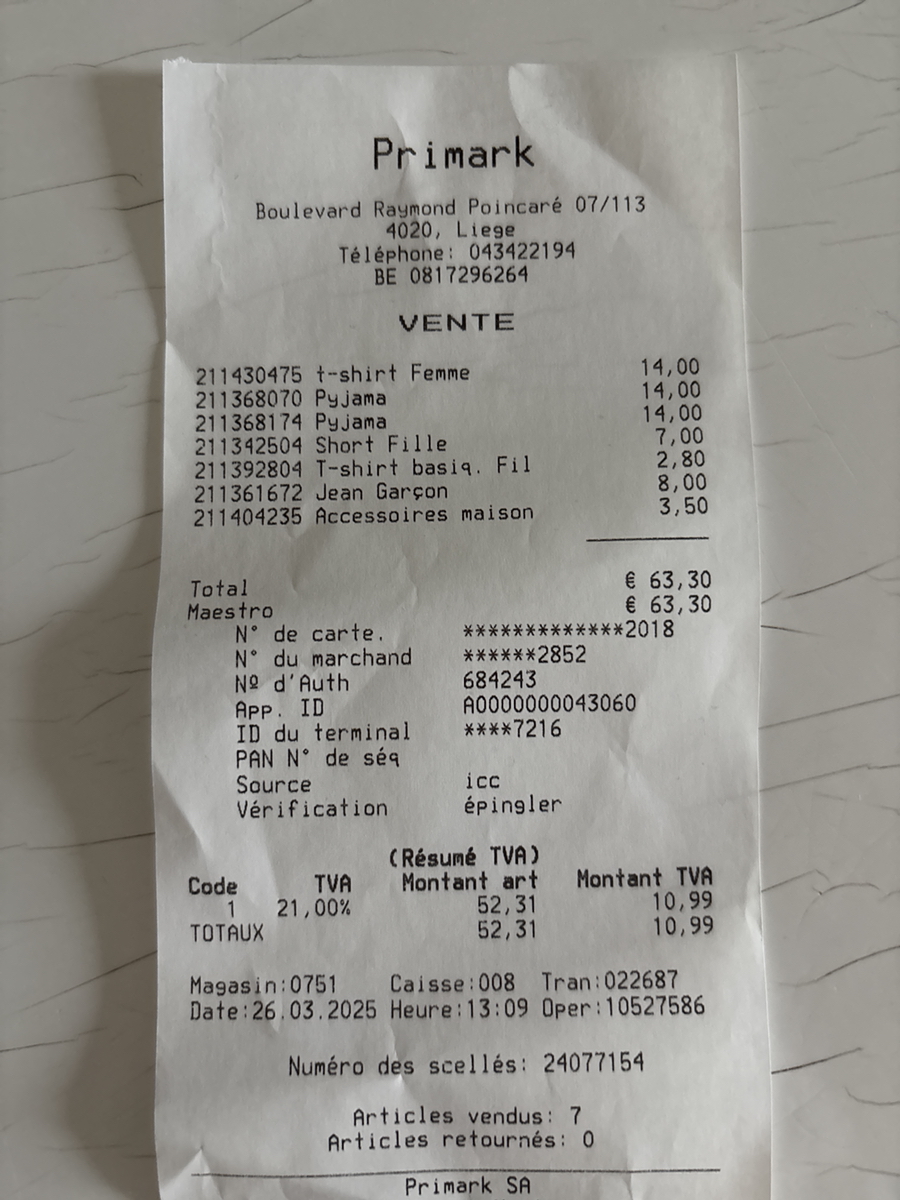 Primark
Boulevard Raymond Poincaré 07/113
4020, Liege
Téléphone: 043422194
BE 0817296264
VENTE
211430475 t-shirt Femme 14,00
211368070 Pyjama 14,00
211368174 Pyjama 14,00
211342504 Short Fille 7,00
211392804 T-shirt basiq. Fil 2,80
211361672 Jean Garçon 8,00
211404235 Accessoires maison 3,50
Total € 63,30
Maestro € 63,30
N° de carte. *************2018
N° du marchand ******2852
Nº d'Auth 684243
App. ID A0000000043060
ID du terminal ****7216
PAN N° de séq
Source icc
Vérification épingler
(Résumé TVA)
Code TVA Montant art Montant TVA
1 21,00% 52,31 10,99
TOTAUX 52,31 10,99
Magasin:0751 Caisse:008 Tran:022687
Date:26.03.2025 Heure:13:09 Oper:10527586
Numéro des scellés: 24077154
Articles vendus: 7
Articles retournés: 0
Primark SA